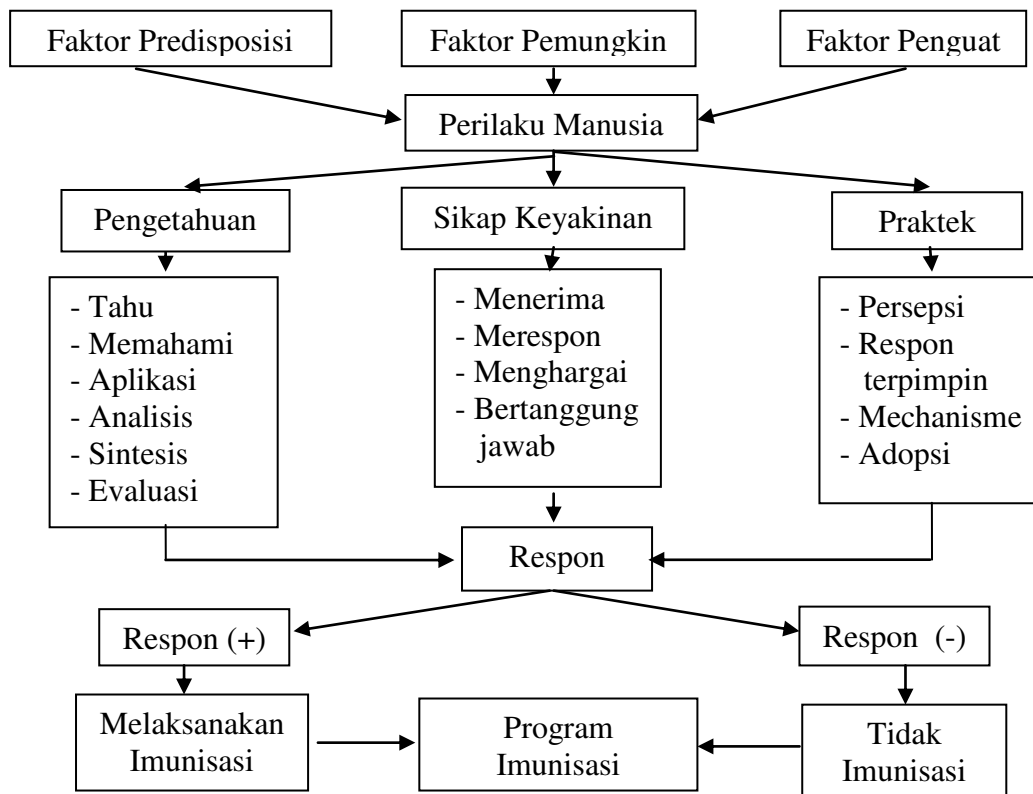 Faktor Predisposisi
Faktor Pemungkin
Faktor Penguat
Perilaku Manusia
Pengetahuan
Sikap Keyakinan
Praktek
- Tahu
- Memahami
- Aplikasi
- Analisis
- Sintesis
- Evaluasi
- Menerima
- Merespon
- Menghargai
- Bertanggung
jawab
- Persepsi
- Respon
terpimpin
- Mechanisme
- Adopsi
Respon
Respon (+)
Respon (-)
Melaksanakan
Imunisasi
Program
Imunisasi
Tidak
Imunisasi